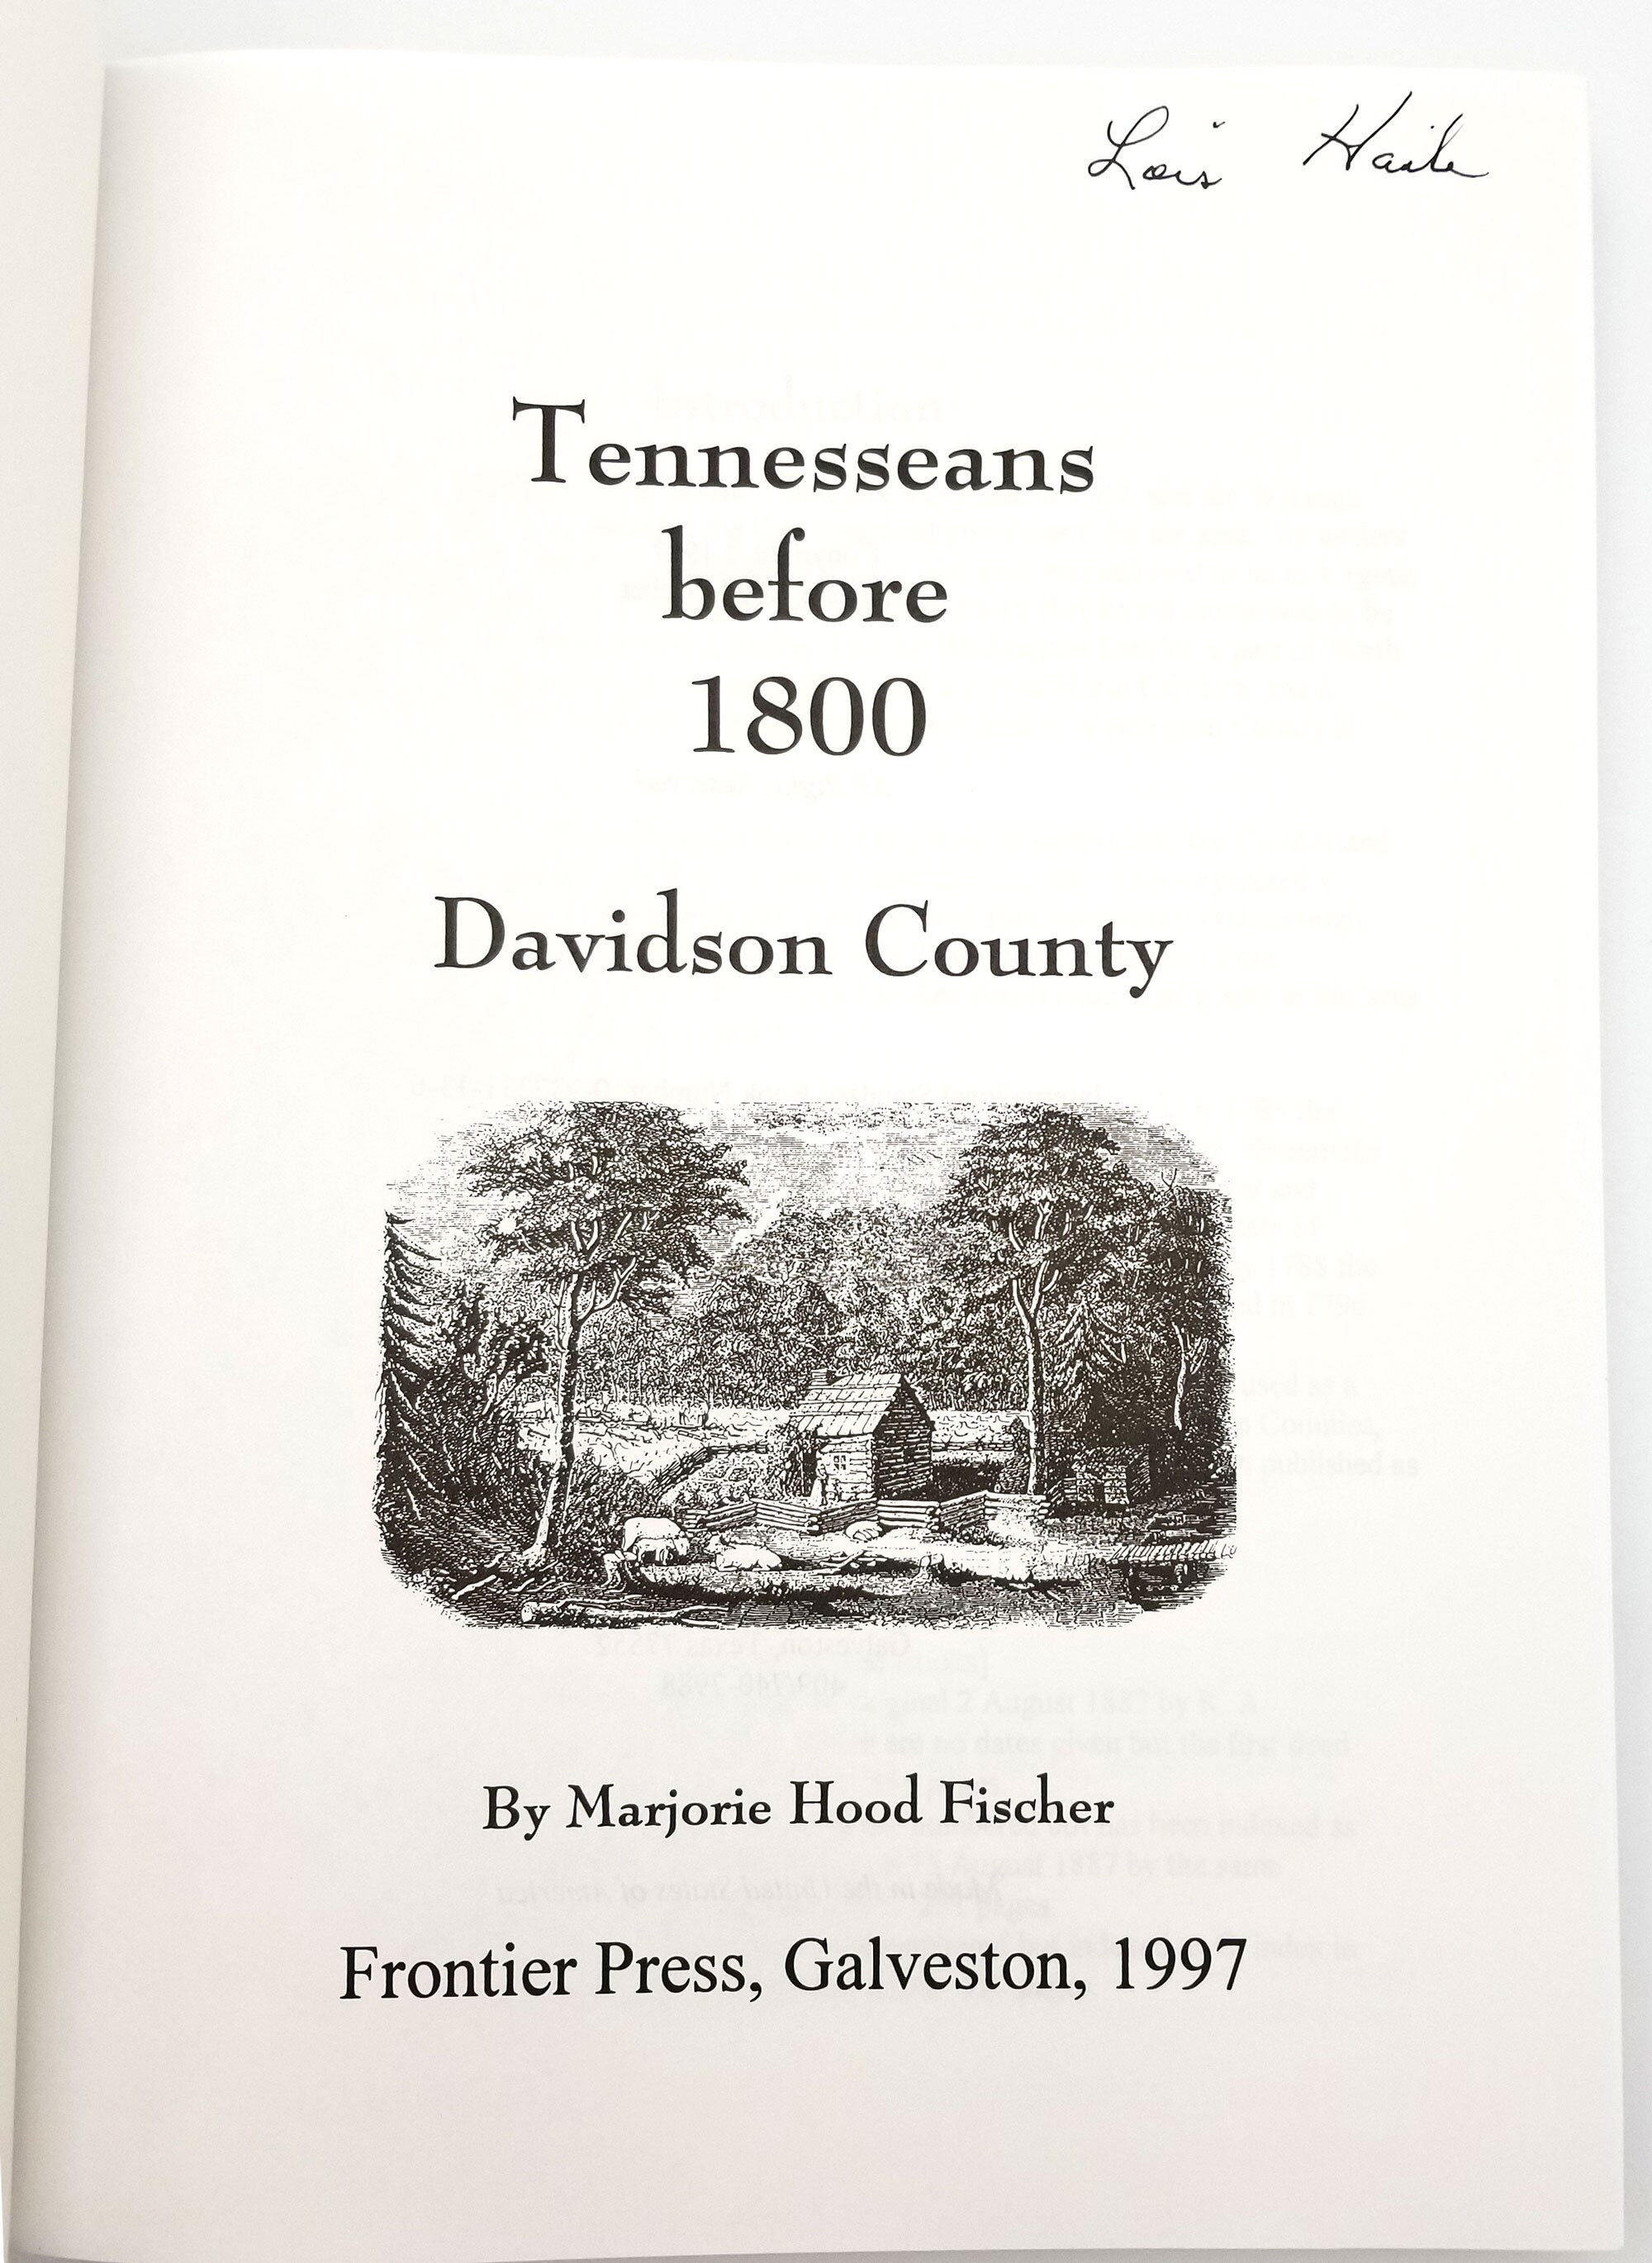 Lois Haile
Tennesseans
before
1800
Davidson County
By Marjorie Hood Fischer
Frontier Press, Galveston, 1997